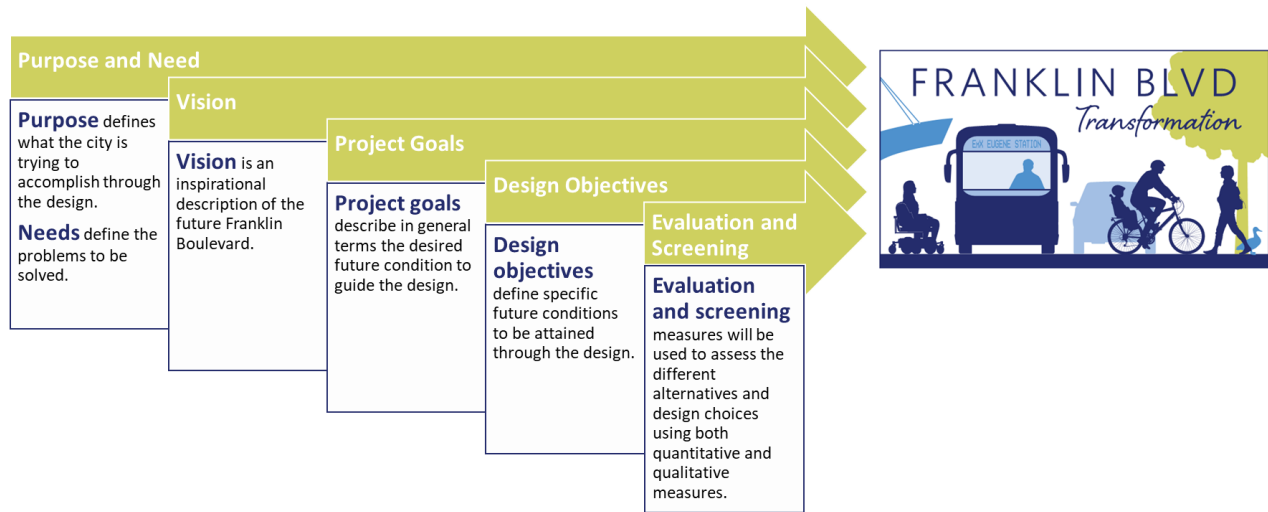 Purpose and Need
Purpose defines
what the city is
trying to
accomplish through
the design.
Needs define the
problems to be
solved.
Vision
Vision is an
inspirational
description of the
future Franklin
Boulevard.
Project Goals
Project goals
describe in general
terms the desired
future condition to
guide the design.
Design Objectives
Design
objectives
define specific
future conditions
to be attained
through the design.
Evaluation and
Screening
Evaluation
and screening
measures will be
used to assess the
different
alternatives and
design choices
using both
quantitative and
qualitative
measures.
FRANKLIN BLVD
Transformation
EmX EUGENE STATION